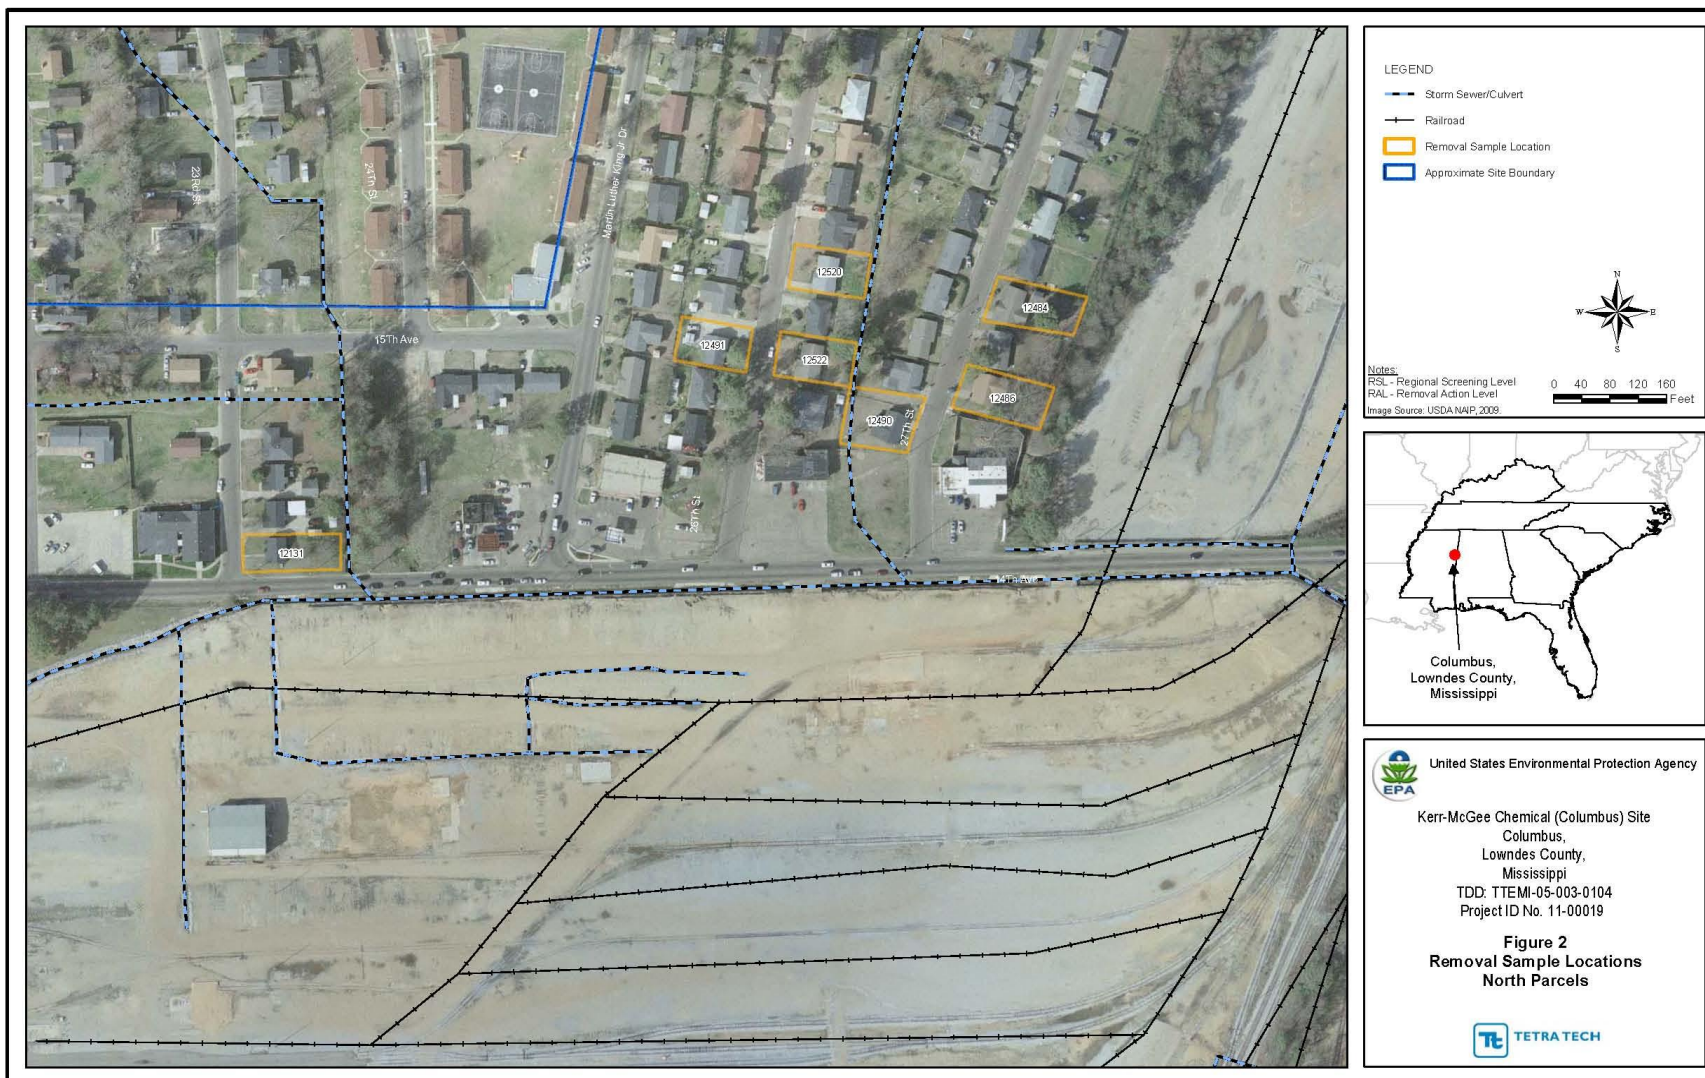 23Rd St
24Th St
Martin Luther King Jr Dr
15Th Ave
12520
12484
12491
12522
12486
12490
27Th St
26Th St
12131
14Th Ave
LEGEND
Storm Sewer/Culvert
Railroad
Removal Sample Location
Approximate Site Boundary
N
W E
S
Notes:
RSL - Regional Screening Level
RAL - Removal Action Level
Image Source: USDA NAIP, 2009.
0 40 80 120 160
Feet
Columbus,
Lowndes County,
Mississippi
EPA
United States Environmental Protection Agency
Kerr-McGee Chemical (Columbus) Site
Columbus,
Lowndes County,
Mississippi
TDD: TTEMI-05-003-0104
Project ID No. 11-00019
Figure 2
Removal Sample Locations
North Parcels
Tt TETRA TECH